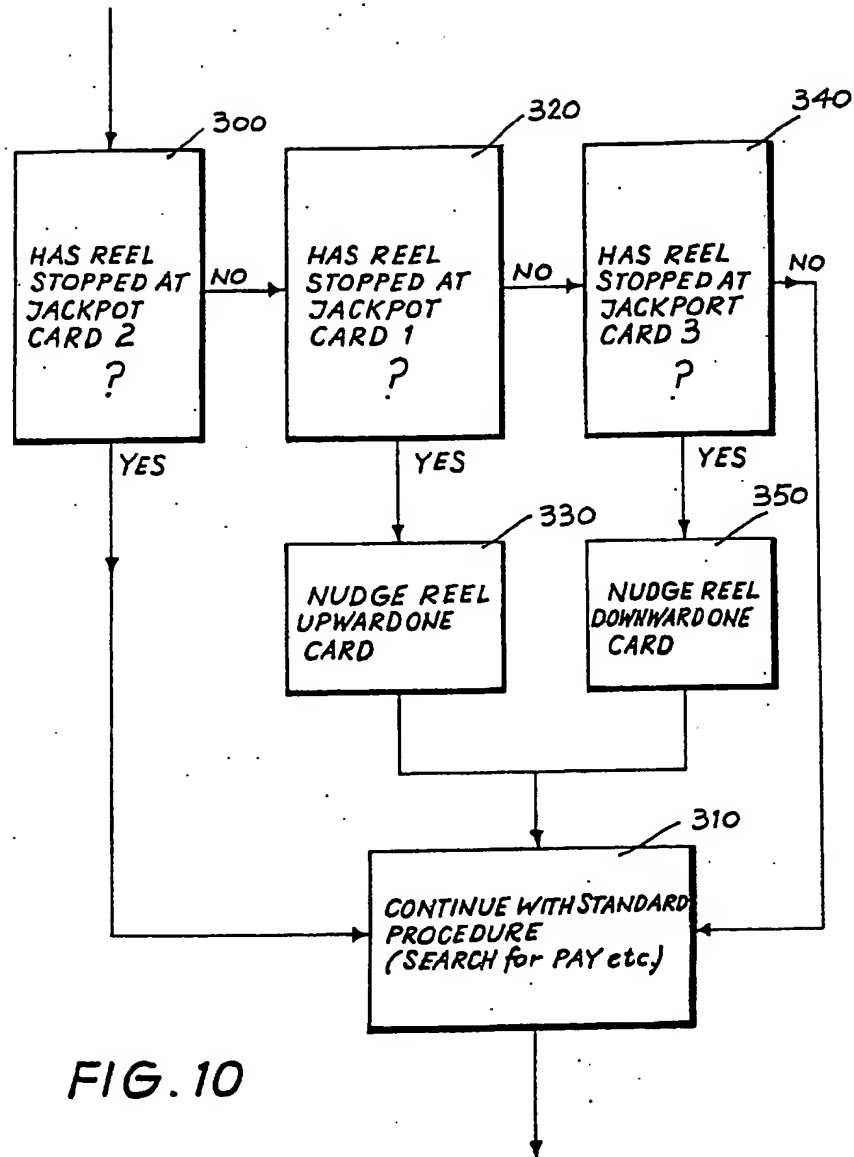 300
HAS REEL
STOPPED AT
JACKPOT
CARD 2
?
NO
YES
320
HAS REEL
STOPPED AT
JACKPOT
CARD 1
?
NO
YES
340
HAS REEL
STOPPED AT
JACKPORT
CARD 3
?
NO
YES
330
NUDGE REEL
UPWARD ONE
CARD
350
NUDGE REEL
DOWNWARD ONE
CARD
310
CONTINUE WITH STANDARD
PROCEDURE
(SEARCH for PAY etc.)
FIG. 10